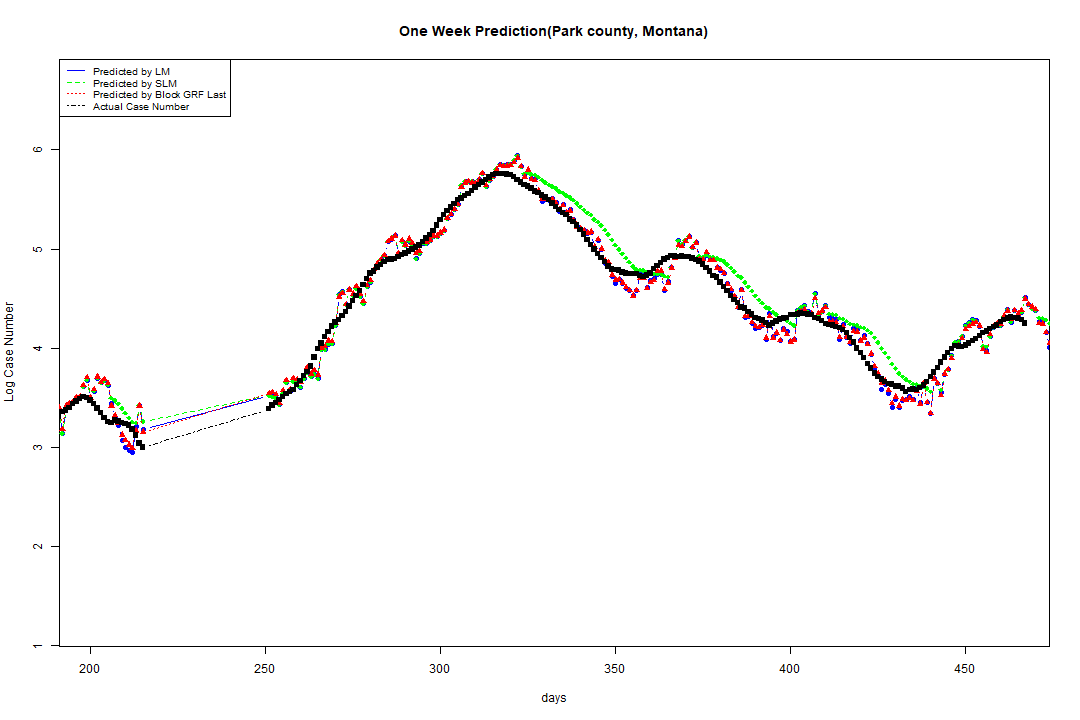 One Week Prediction(Park county, Montana)
Predicted by LM
Predicted by SLM
Predicted by Block GRF Last
Actual Case Number
6
5
4
3
2
1
Log Case Number
200 250 300 350 400 450
days